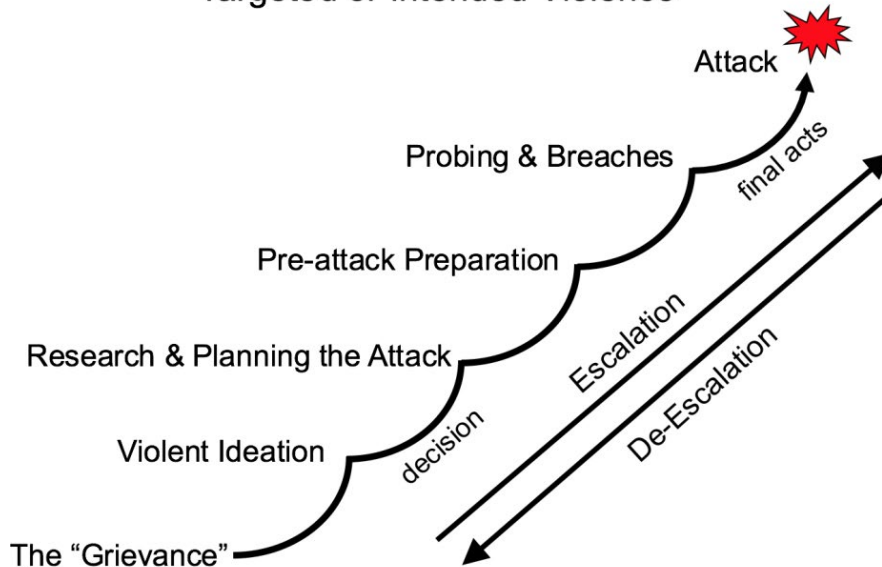 Targeted or Intended Violence
Attack
final acts
Probing & Breaches
Pre-attack Preparation
Escalation
Research & Planning the Attack
De-Escalation
decision
Violent Ideation
The “Grievance”